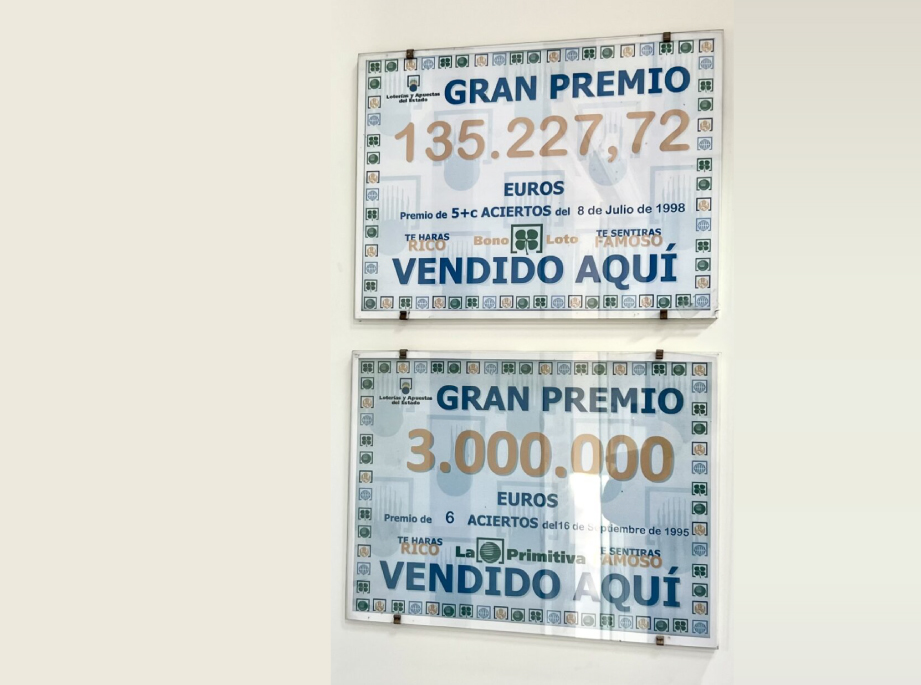 Loterías y Apuestas
del Estado
GRAN PREMIO
135.227,72
EUROS
Premio de 5+c ACIERTOS del 8 de Julio de 1998
TE HARAS
RICO
Bono Loto
TE SENTIRAS
FAMOSO
VENDIDO AQUÍ
Loterías y Apuestas
del Estado
GRAN PREMIO
3.000.000
EUROS
Premio de 6 ACIERTOS del 16 de Septiembre de 1995
TE HARAS
RICO
La Primitiva
TE SENTIRAS
FAMOSO
VENDIDO AQUÍ